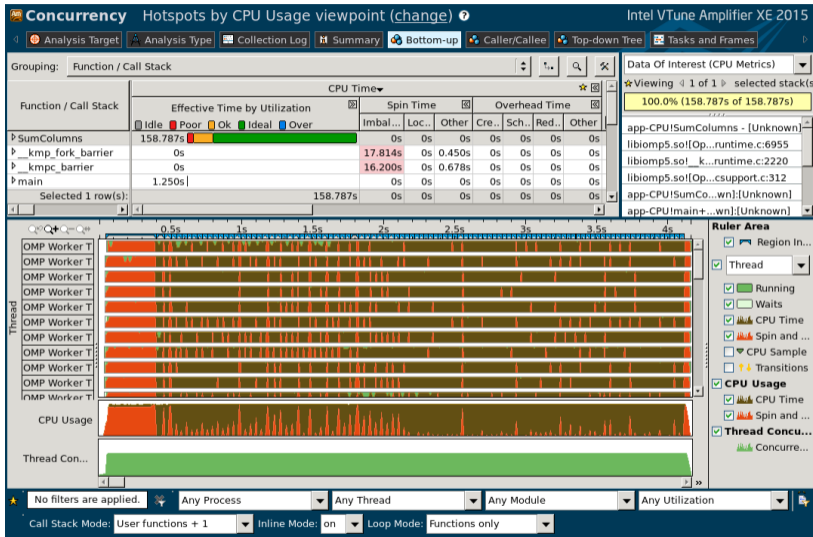 Concurrency Hotspots by CPU Usage viewpoint (change) ? Intel VTune Amplifier XE 2015
Analysis Target Analysis Type Collection Log Summary Bottom-up Caller/Callee Top-down Tree Tasks and Frames
Grouping: Function / Call Stack
Data Of Interest (CPU Metrics)
Viewing 1 of 1 selected stack(s)
100.0% (158.787s of 158.787s)
app-CPU!SumColumns - [Unknown]
libiomp5.so![Op...runtime.c:6955
libiomp5.so!__k...runtime.c:2220
libiomp5.so![Op...csupport.c:312
app-CPU!SumCo...wn]:[Unknown]
app-CPU!main+...wn]:[Unknown]
Function / Call Stack
CPU Time
Effective Time by Utilization Spin Time Overhead Time
Idle Poor Ok Ideal Over Imbal... Loc... Other Cre... Sch... Red... Other
SumColumns 158.787s 0s 0s 0s 0s 0s 0s 0s
__kmp_fork_barrier 0s 17.814s 0s 0.450s 0s 0s 0s 0s
__kmpc_barrier 0s 16.200s 0s 0.678s 0s 0s 0s 0s
main 1.250s 0s 0s 0s 0s 0s 0s 0s
Selected 1 row(s): 158.787s 0s 0s 0s 0s 0s 0s 0s
0.5s 1s 1.5s 2s 2.5s 3s 3.5s 4s
Thread
OMP Worker T
OMP Worker T
OMP Worker T
OMP Worker T
OMP Worker T
OMP Worker T
OMP Worker T
OMP Worker T
OMP Worker T
OMP Worker T
OMP Worker T
CPU Usage
Thread Con...
Ruler Area
Region In...
Thread
Running
Waits
CPU Time
Spin and ...
CPU Sample
Transitions
CPU Usage
CPU Time
Spin and ...
Thread Concu...
Concurre...
No filters are applied. Any Process Any Thread Any Module Any Utilization
Call Stack Mode: User functions + 1 Inline Mode: on Loop Mode: Functions only